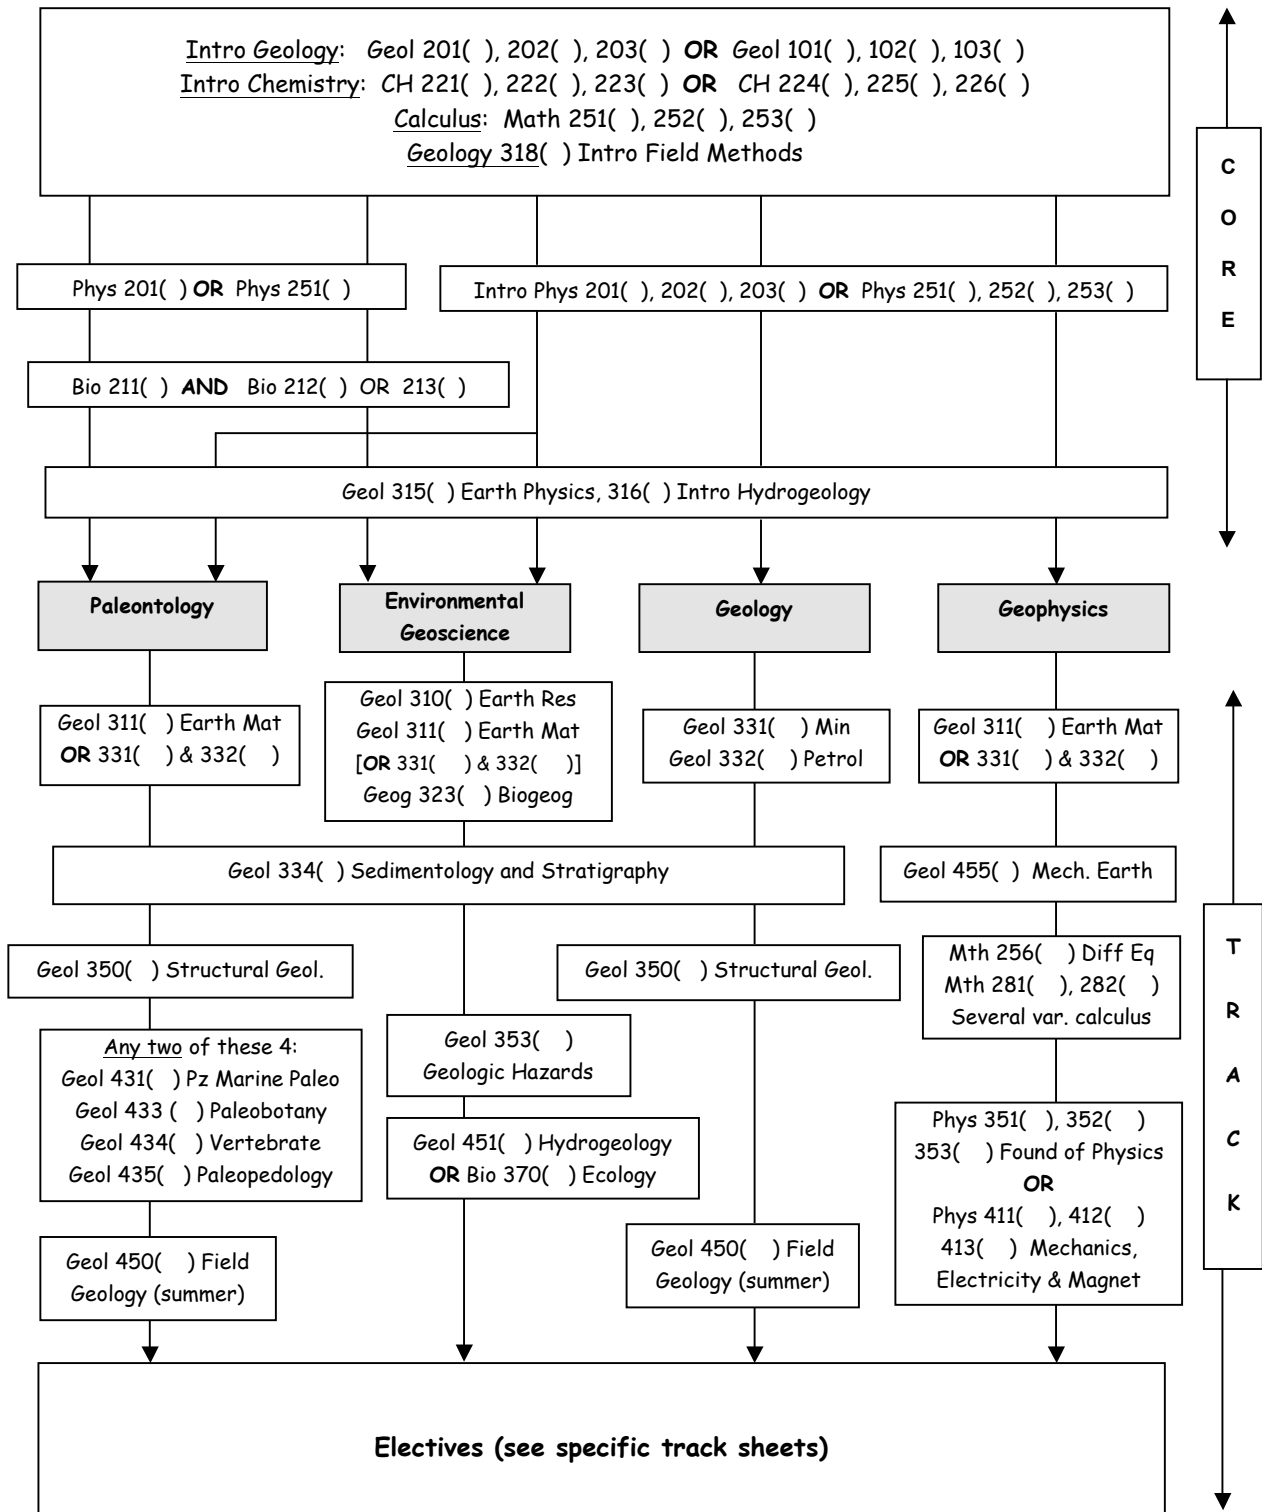 Intro Geology: Geol 201( ), 202( ), 203( ) OR Geol 101( ), 102( ), 103( )
Intro Chemistry: CH 221( ), 222( ), 223( ) OR CH 224( ), 225( ), 226( )
Calculus: Math 251( ), 252( ), 253( )
Geology 318( ) Intro Field Methods
C
O
R
E
Phys 201( ) OR Phys 251( )
Intro Phys 201( ), 202( ), 203( ) OR Phys 251( ), 252( ), 253( )
Bio 211( ) AND Bio 212( ) OR 213( )
Geol 315( ) Earth Physics, 316( ) Intro Hydrogeology
Paleontology
Environmental
Geoscience
Geology
Geophysics
Geol 311( ) Earth Mat
OR 331( ) & 332( )
Geol 310( ) Earth Res
Geol 311( ) Earth Mat
[OR 331( ) & 332( )]
Geog 323( ) Biogeog
Geol 331( ) Min
Geol 332( ) Petrol
Geol 311( ) Earth Mat
OR 331( ) & 332( )
Geol 334( ) Sedimentology and Stratigraphy
Geol 455( ) Mech. Earth
T
R
A
C
K
Geol 350( ) Structural Geol.
Geol 350( ) Structural Geol.
Mth 256( ) Diff Eq
Mth 281( ), 282( )
Several var. calculus
Any two of these 4:
Geol 431( ) Pz Marine Paleo
Geol 433 ( ) Paleobotany
Geol 434( ) Vertebrate
Geol 435( ) Paleopedology
Geol 353( )
Geologic Hazards
Geol 451( ) Hydrogeology
OR Bio 370( ) Ecology
Phys 351( ), 352( )
353( ) Found of Physics
OR
Phys 411( ), 412( )
413( ) Mechanics,
Electricity & Magnet
Geol 450( ) Field
Geology (summer)
Geol 450( ) Field
Geology (summer)
Electives (see specific track sheets)